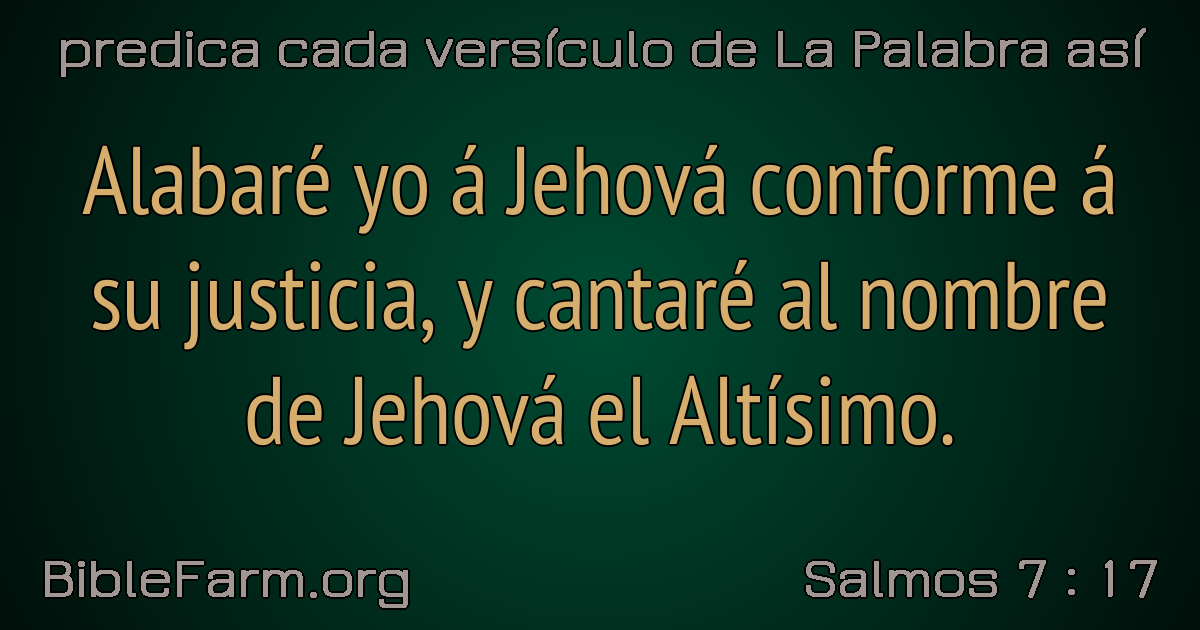 predica cada versículo de La Palabra así
Alabaré yo á Jehová conforme á
su justicia, y cantaré al nombre
de Jehová el Altísimo.
BibleFarm.org
Salmos 7 : 17